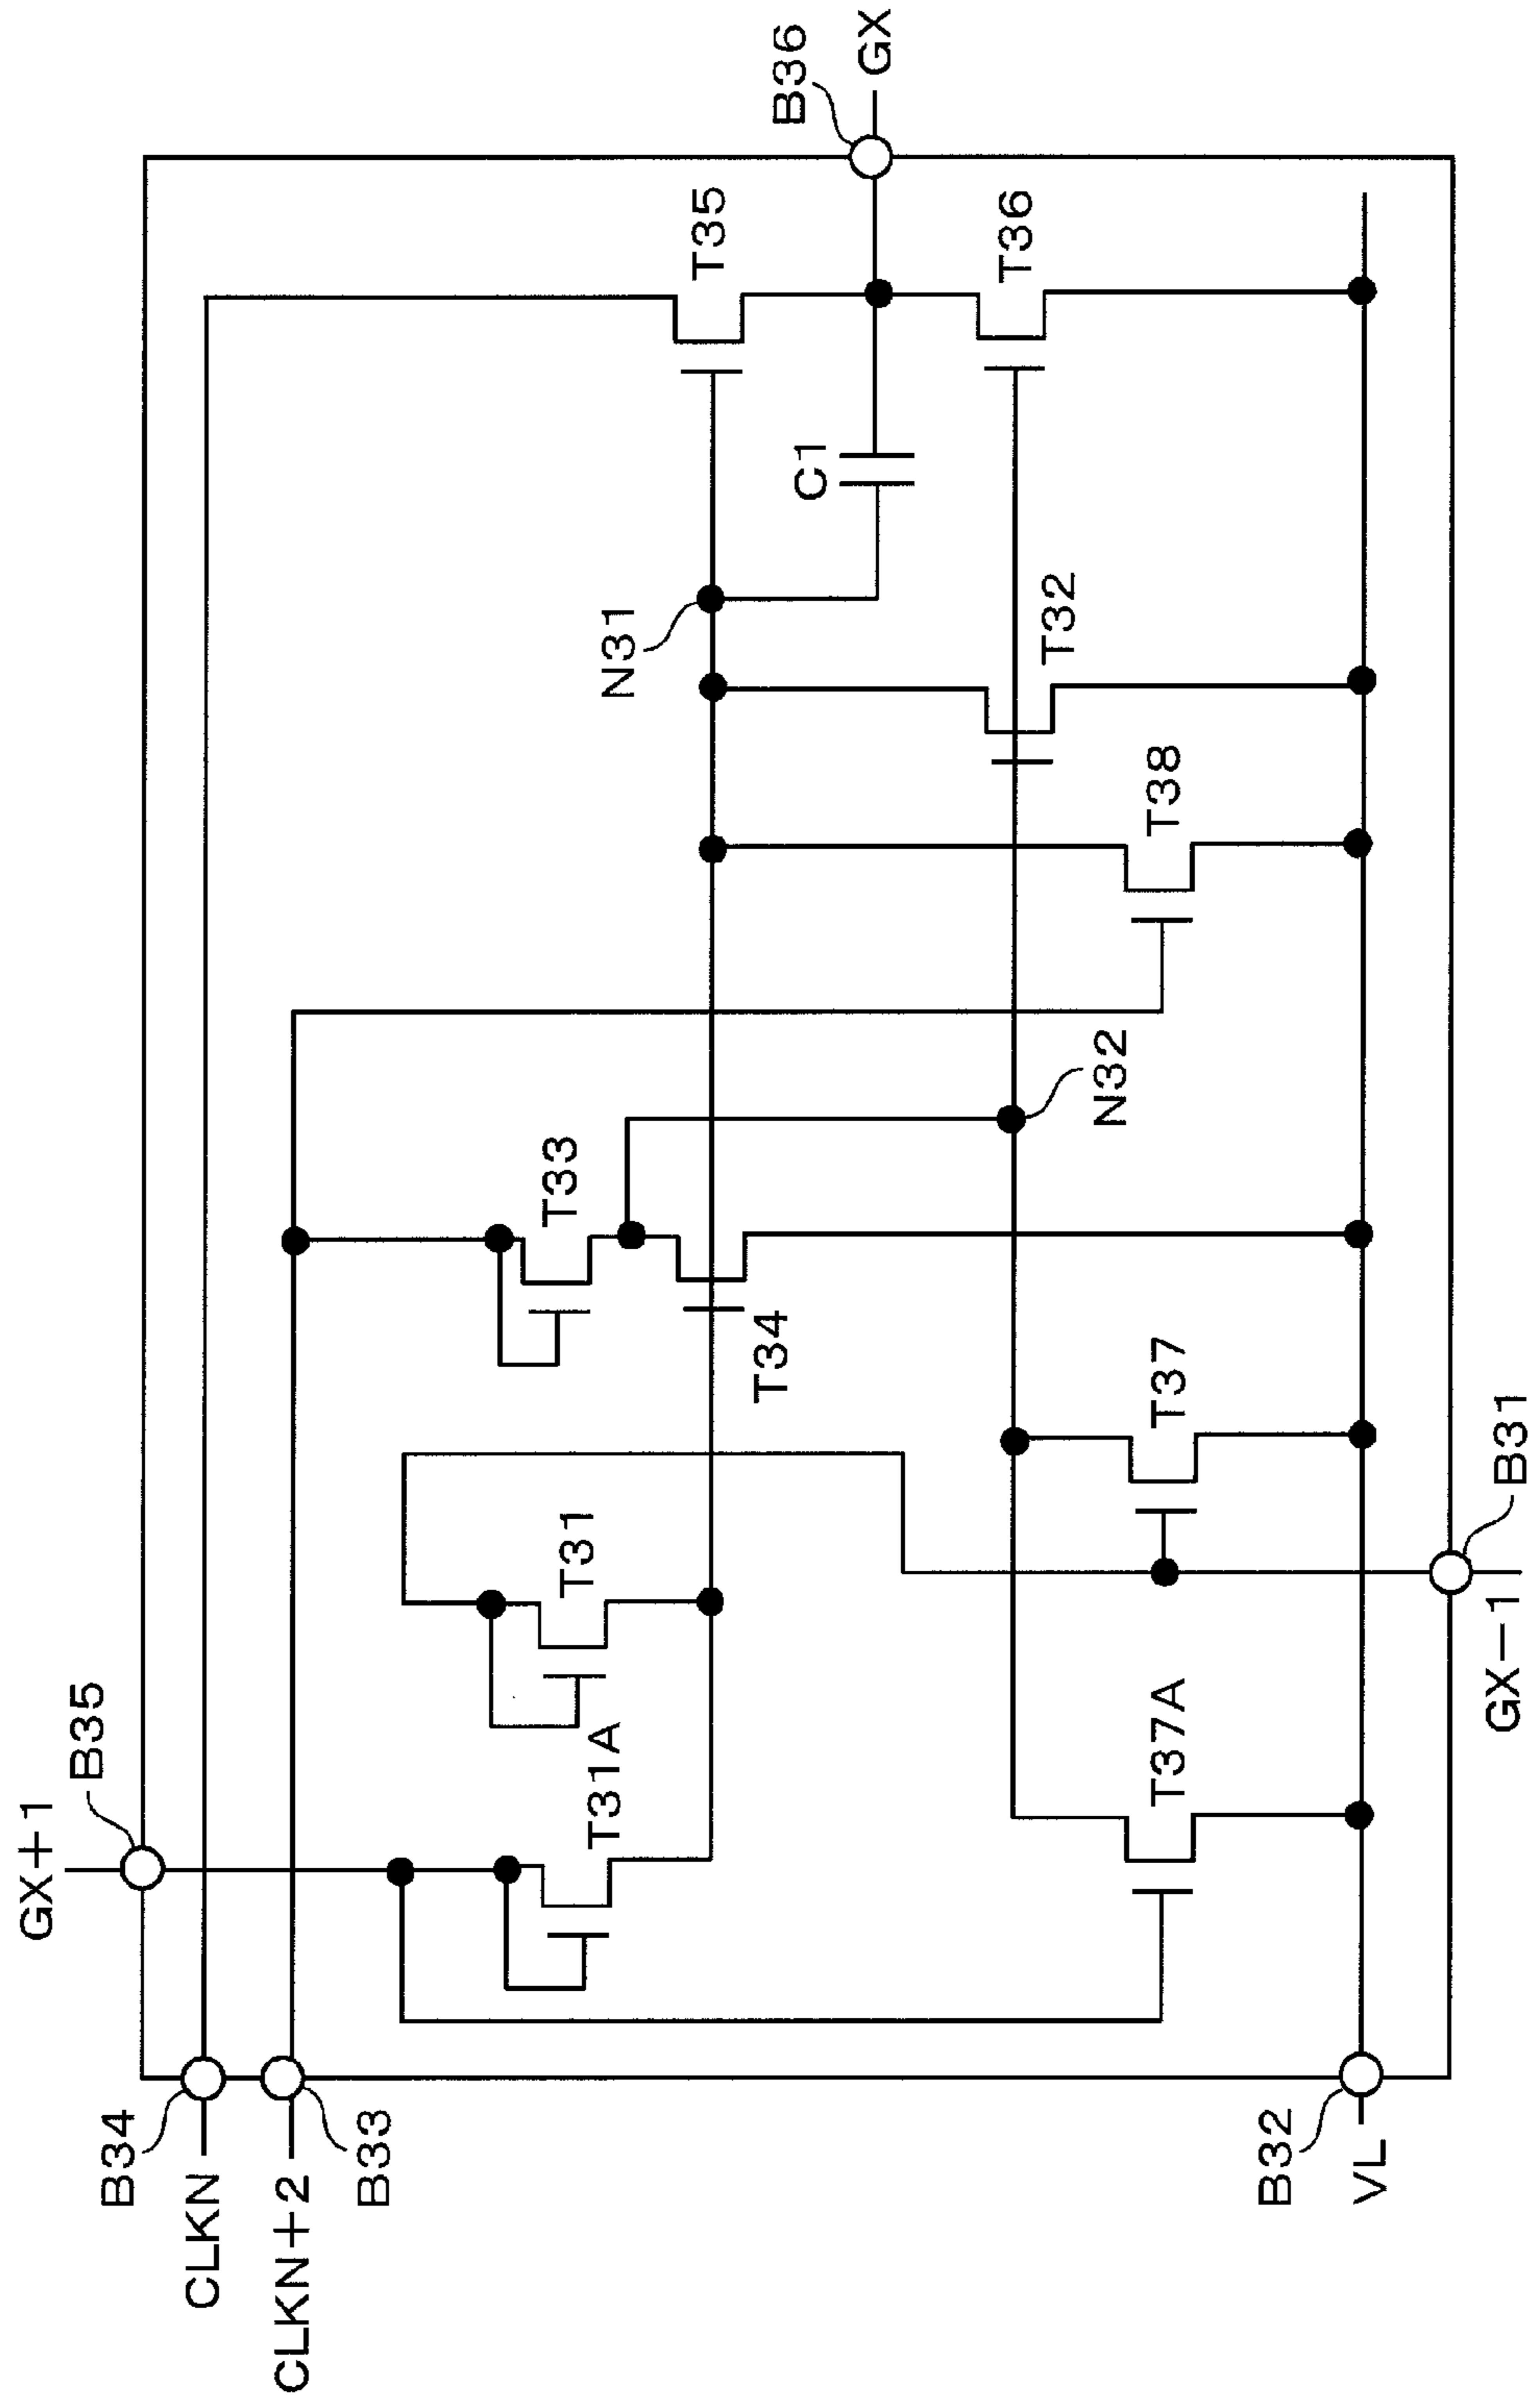 GX+1
B35
B34
CLKN
CLKN+2
B33
T31A
T31
T33
T34
N31
T35
B36
GX
C1
T36
T32
T38
N32
T37
T37A
B32
VL
GX-1
B31